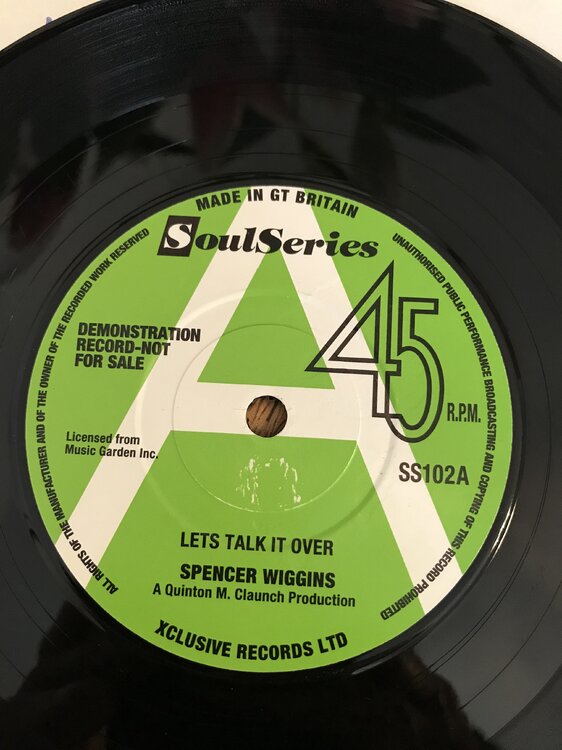 MADE IN GT BRITAIN
SoulSeries
ALL RIGHTS OF THE MANUFACTURER AND OF THE OWNER OF THE RECORDED WORK RESERVED
UNAUTHORISED PUBLIC PERFORMANCE BROADCASTING AND COPYING OF THIS RECORD PROHIBITED
A
DEMONSTRATION
RECORD-NOT
FOR SALE
45
R.P.M.
Licensed from
Music Garden Inc.
SS102A
LETS TALK IT OVER
SPENCER WIGGINS
A Quinton M. Claunch Production
XCLUSIVE RECORDS LTD